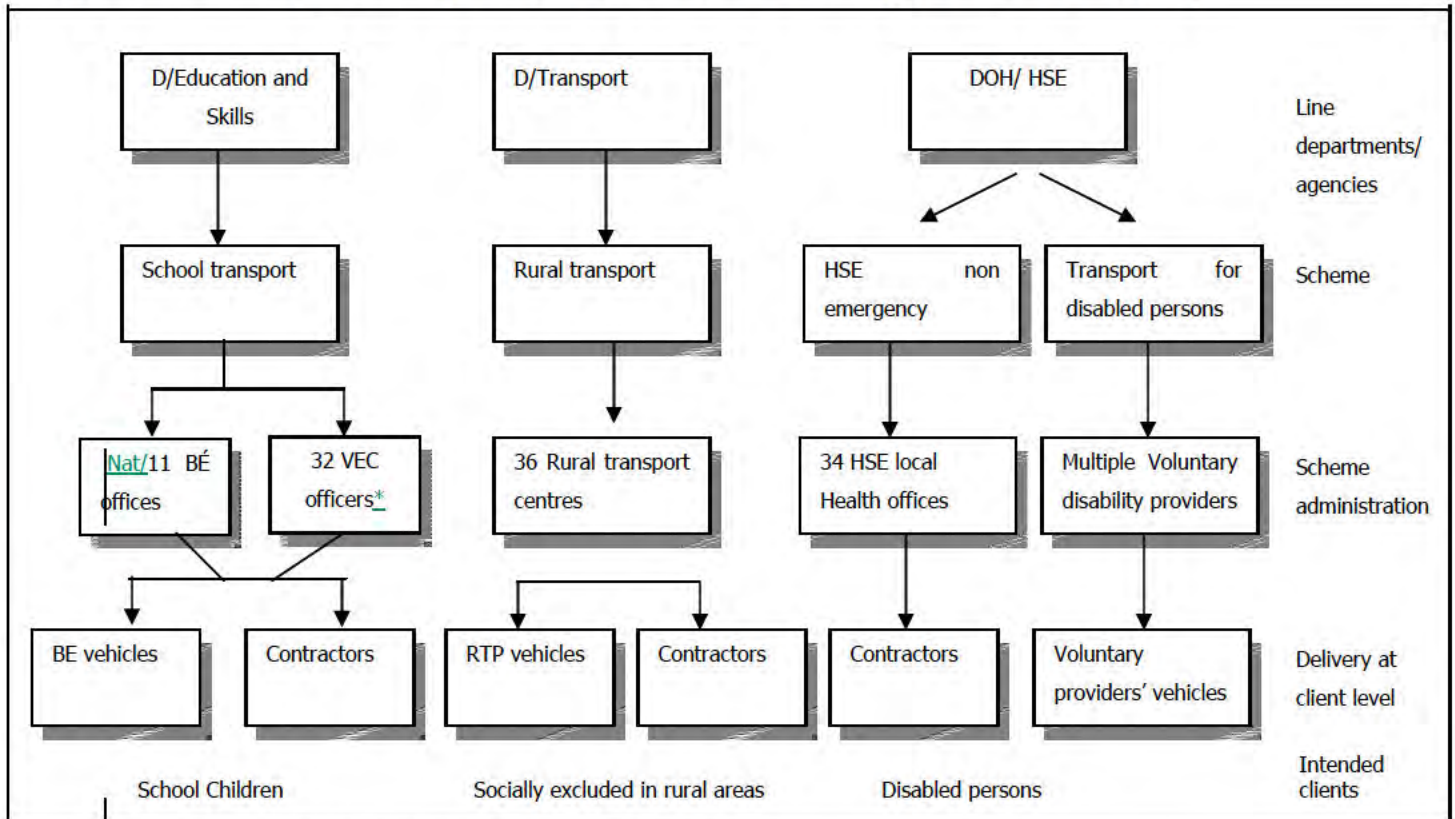 D/Education and
Skills
D/Transport
DOH/ HSE
Line
departments/
agencies
School transport
Rural transport
HSE non
emergency
Transport for
disabled persons
Scheme
Nat/11 BÉ
offices
32 VEC
officers*
36 Rural transport
centres
34 HSE local
Health offices
Multiple Voluntary
disability providers
Scheme
administration
BE vehicles
Contractors
RTP vehicles
Contractors
Contractors
Voluntary
providers’ vehicles
Delivery at
client level
School Children
Socially excluded in rural areas
Disabled persons
Intended
clients